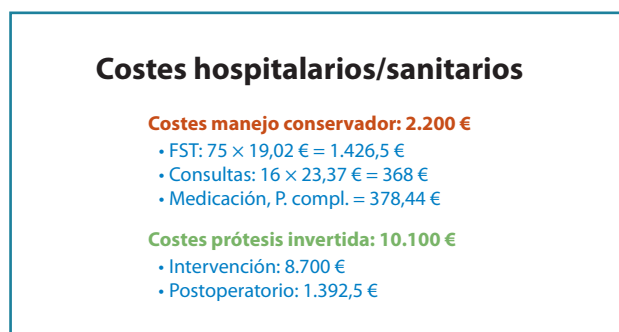 Costes hospitalarios/sanitarios
Costes manejo conservador: 2.200 €
• FST: 75 × 19,02 € = 1.426,5 €
• Consultas: 16 × 23,37 € = 368 €
• Medicación, P. compl. = 378,44 €
Costes prótesis invertida: 10.100 €
• Intervención: 8.700 €
• Postoperatorio: 1.392,5 €